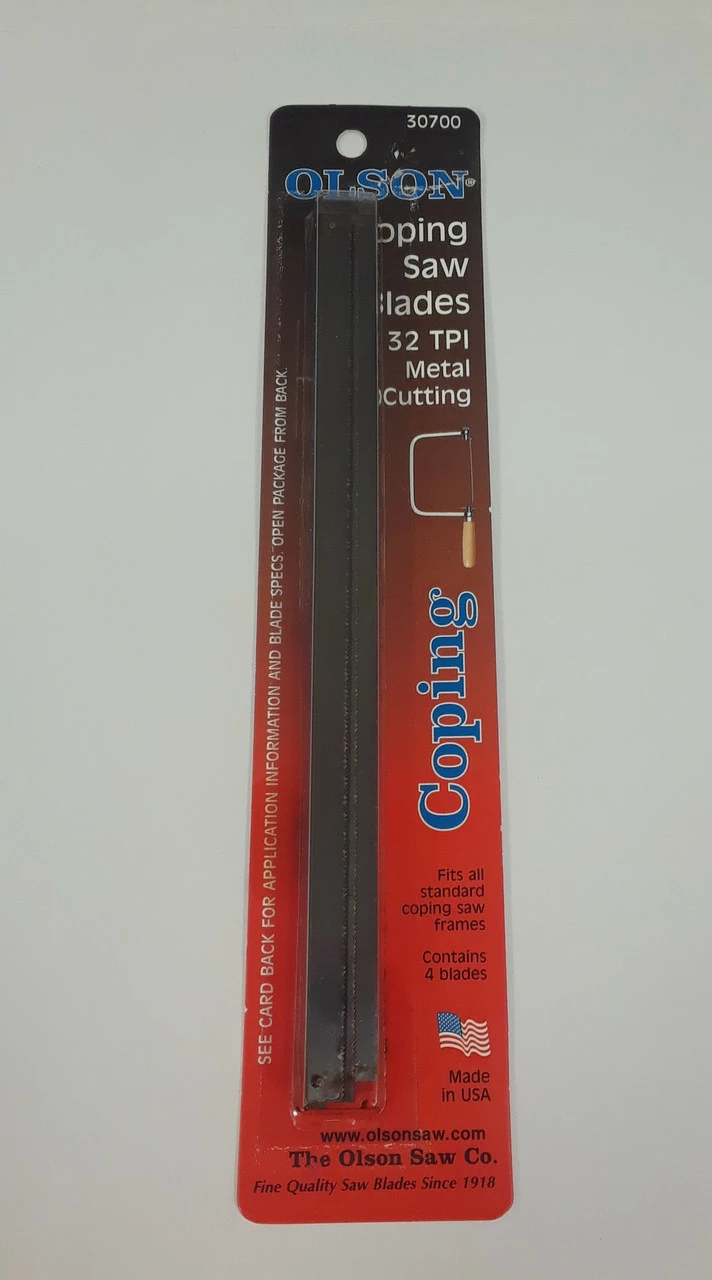 30700
OLSON®
oping
Saw
lades
32 TPI
Metal
Cutting
SEE CARD BACK FOR APPLICATION INFORMATION AND BLADE SPECS. OPEN PACKAGE FROM BACK.
Coping
Fits all
standard
coping saw
frames
Contains
4 blades
Made
in USA
www.olsonsaw.com
The Olson Saw Co.
Fine Quality Saw Blades Since 1918